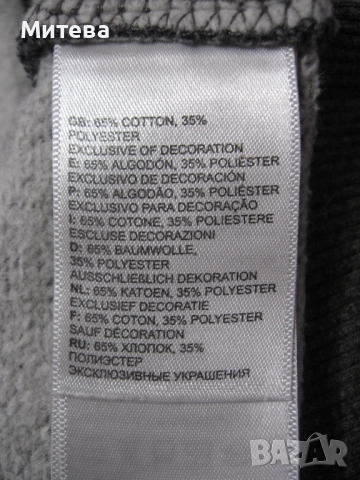 Митева
GB: 65% COTTON, 35%
POLYESTER
EXCLUSIVE OF DECORATION
E: 65% ALGODÓN, 35% POLIÉSTER
EXCLUSIVO DE DECORACIÓN
P: 65% ALGODÃO, 35% POLIÉSTER
EXCLUSIVO PARA DECORAÇÃO
I: 65% COTONE, 35% POLIESTERE
ESCLUSE DECORAZIONI
D: 65% BAUMWOLLE,
35% POLYESTER
AUSSCHLIEßLICH DEKORATION
NL: 65% KATOEN, 35% POLYESTER
EXCLUSIEF DECORATIE
F: 65% COTON, 35% POLYESTER
SAUF DÉCORATION
RU: 65% ХЛОПОК, 35%
ПОЛИЭСТЕР
ЭКСКЛЮЗИВНЫЕ УКРАШЕНИЯ
BAZAR